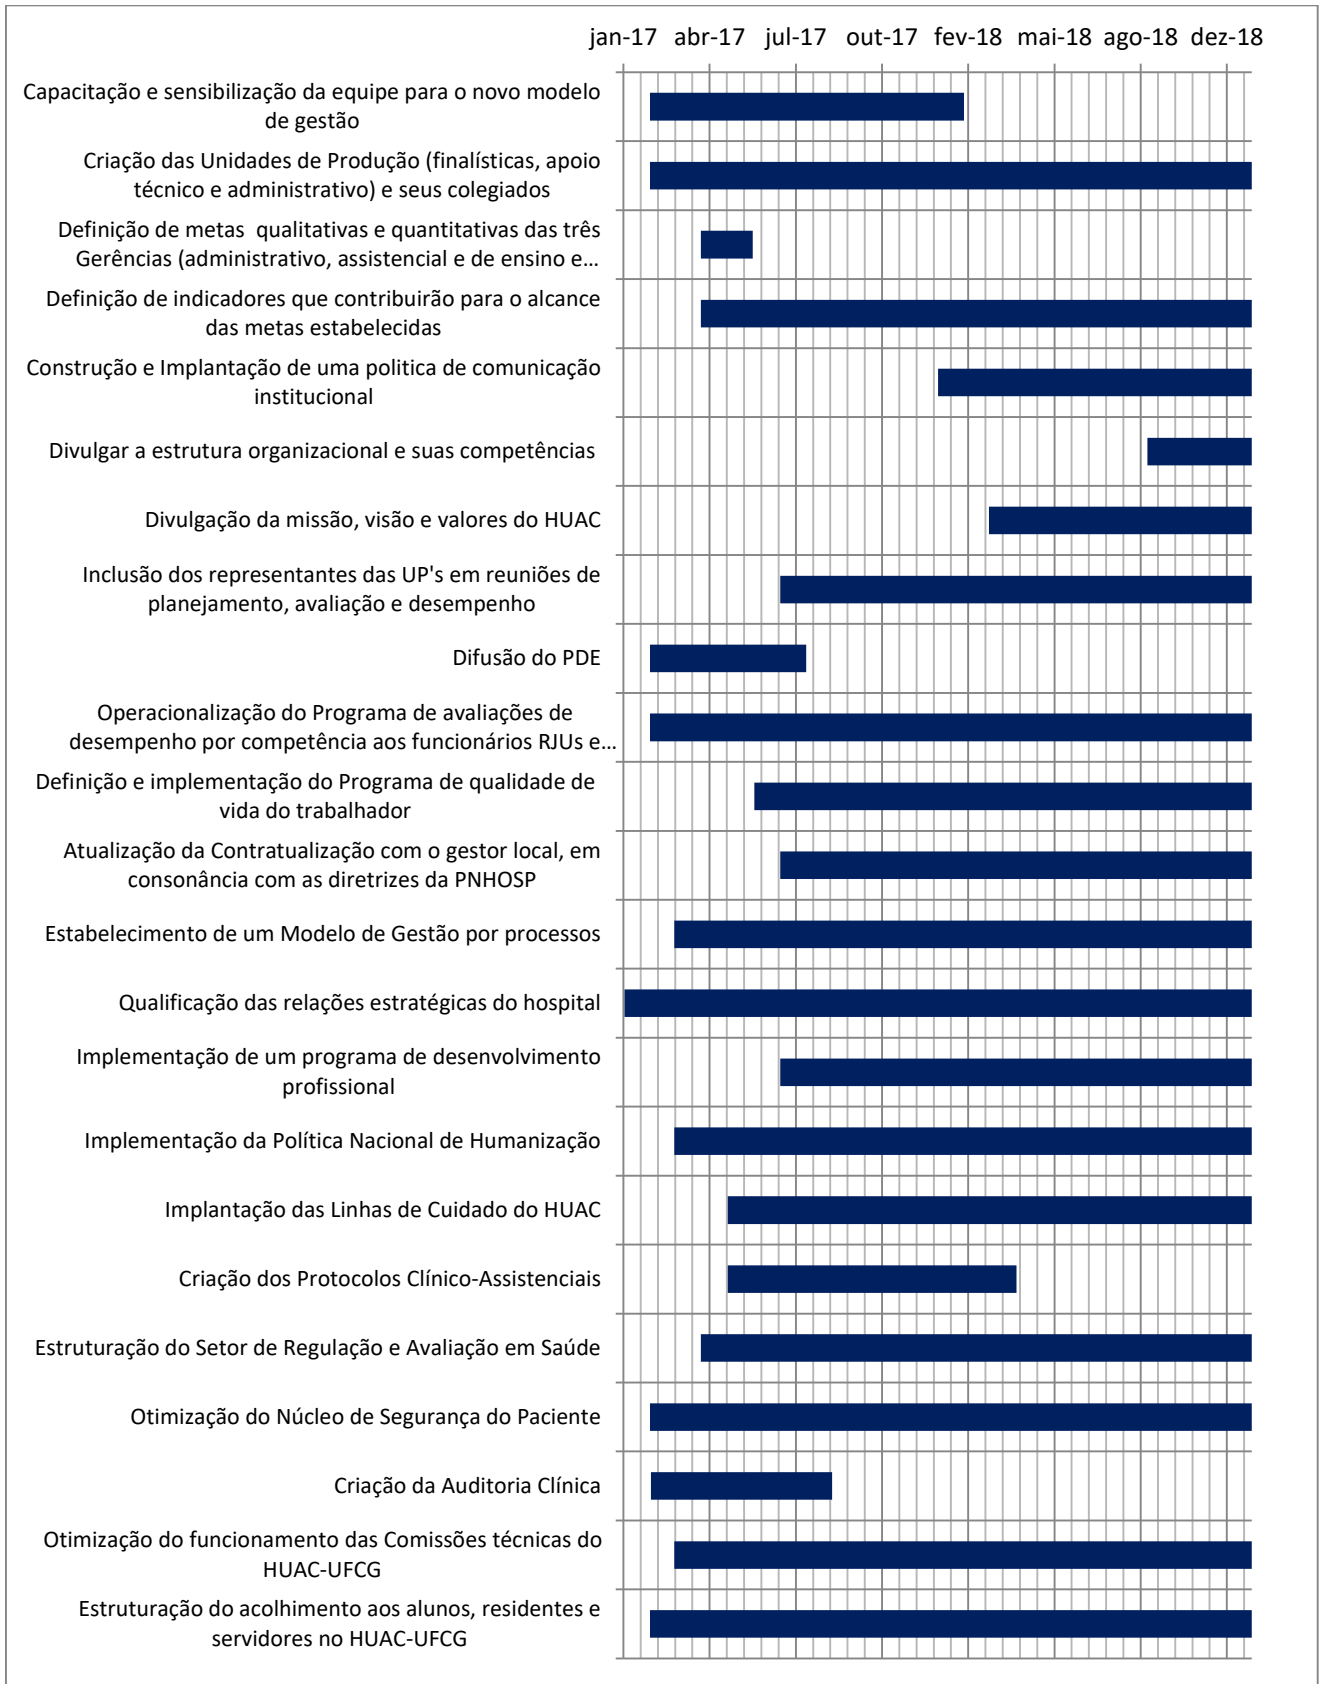 jan-17 abr-17 jul-17 out-17 fev-18 mai-18 ago-18 dez-18
Capacitação e sensibilização da equipe para o novo modelo
de gestão
Criação das Unidades de Produção (finalísticas, apoio
técnico e administrativo) e seus colegiados
Definição de metas  qualitativas e quantitativas das três
Gerências (administrativo, assistencial e de ensino e...
Definição de indicadores que contribuirão para o alcance
das metas estabelecidas
Construção e Implantação de uma politica de comunicação
institucional
Divulgar a estrutura organizacional e suas competências
Divulgação da missão, visão e valores do HUAC
Inclusão dos representantes das UP's em reuniões de
planejamento, avaliação e desempenho
Difusão do PDE
Operacionalização do Programa de avaliações de
desempenho por competência aos funcionários RJUs e...
Definição e implementação do Programa de qualidade de
vida do trabalhador
Atualização da Contratualização com o gestor local, em
consonância com as diretrizes da PNHOSP
Estabelecimento de um Modelo de Gestão por processos
Qualificação das relações estratégicas do hospital
Implementação de um programa de desenvolvimento
profissional
Implementação da Política Nacional de Humanização
Implantação das Linhas de Cuidado do HUAC
Criação dos Protocolos Clínico-Assistenciais
Estruturação do Setor de Regulação e Avaliação em Saúde
Otimização do Núcleo de Segurança do Paciente
Criação da Auditoria Clínica
Otimização do funcionamento das Comissões técnicas do
HUAC-UFCG
Estruturação do acolhimento aos alunos, residentes e
servidores no HUAC-UFCG